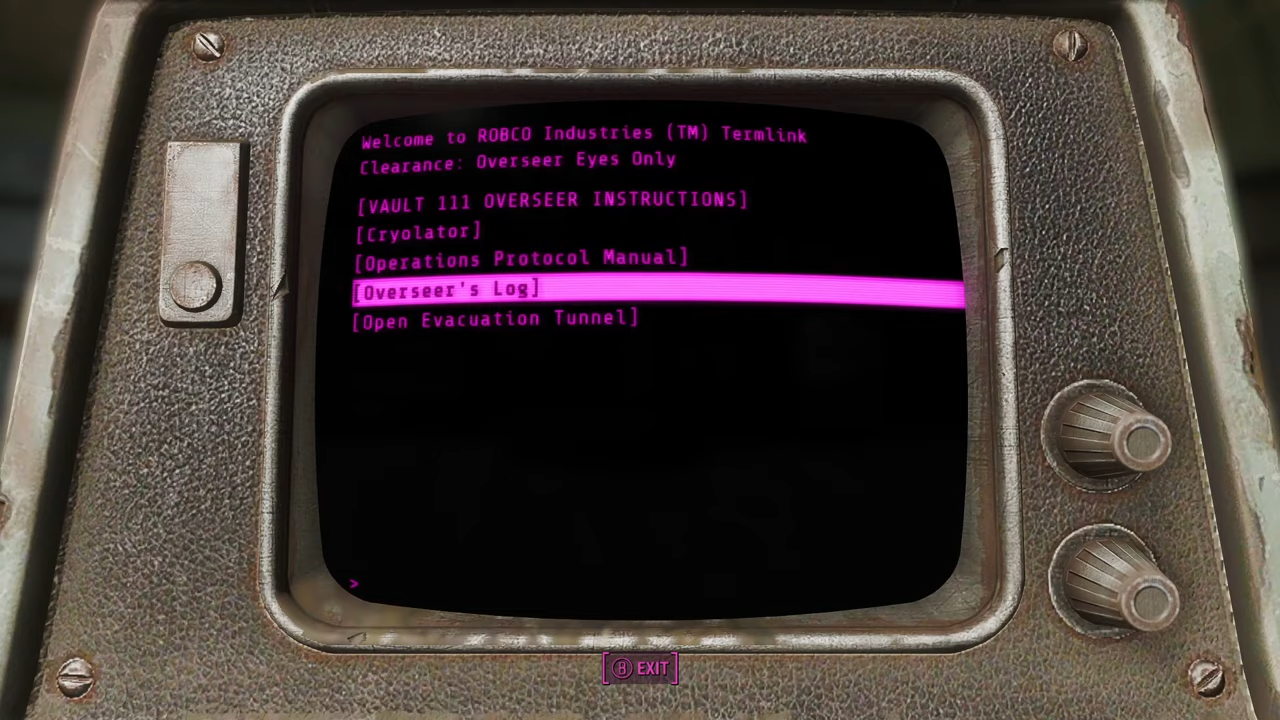 Welcome to ROBCO Industries (TM) Termlink
Clearance: Overseer Eyes Only
[VAULT 111 OVERSEER INSTRUCTIONS]
[Cryolator]
[Operations Protocol Manual]
[Overseer's Log]
[Open Evacuation Tunnel]
>
[Ⓑ EXIT]